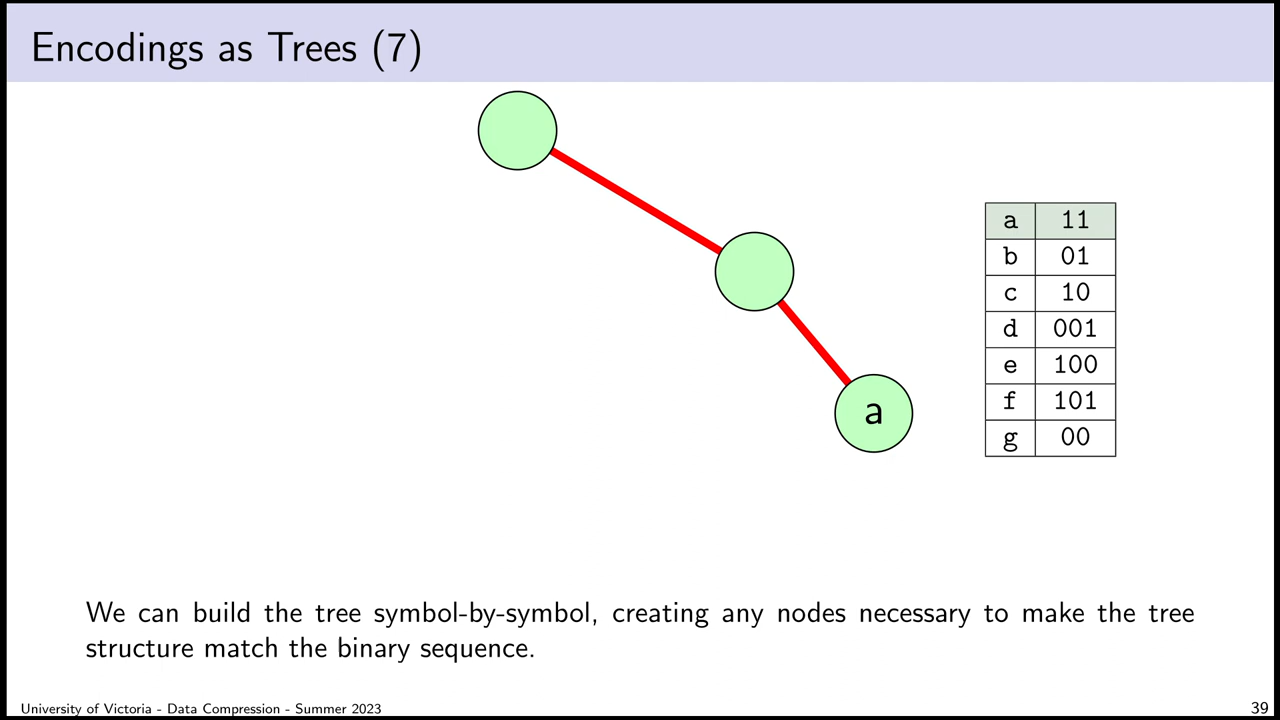 Encodings as Trees (7)
a
a 11
b 01
c 10
d 001
e 100
f 101
g 00
We can build the tree symbol-by-symbol, creating any nodes necessary to make the tree
structure match the binary sequence.
University of Victoria - Data Compression - Summer 2023
39